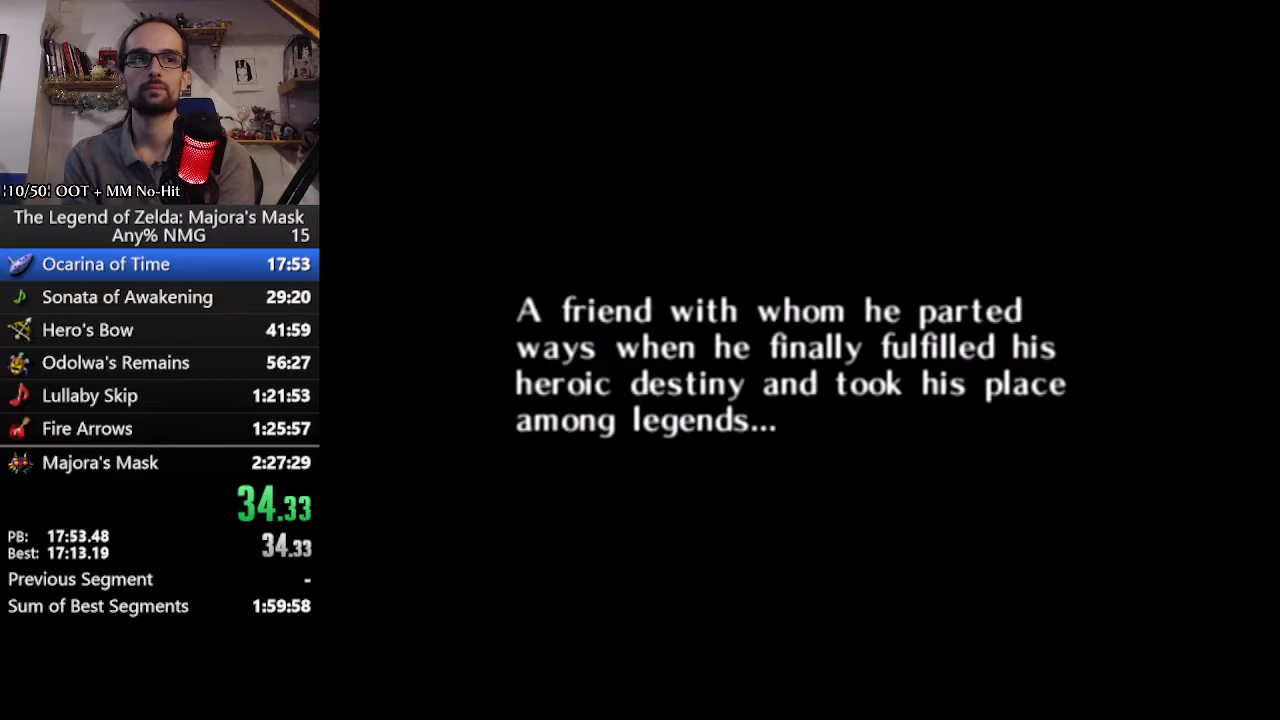 ¦10/50¦ OOT + MM No-Hit
The Legend of Zelda: Majora's Mask
Any% NMG 15
Ocarina of Time 17:53
Sonata of Awakening 29:20
Hero's Bow 41:59
Odolwa's Remains 56:27
Lullaby Skip 1:21:53
Fire Arrows 1:25:57
Majora's Mask 2:27:29
34.33
PB: 17:53.48
Best: 17:13.19
34.33
Previous Segment -
Sum of Best Segments 1:59:58
A friend with whom he parted
ways when he finally fulfilled his
heroic destiny and took his place
among legends...